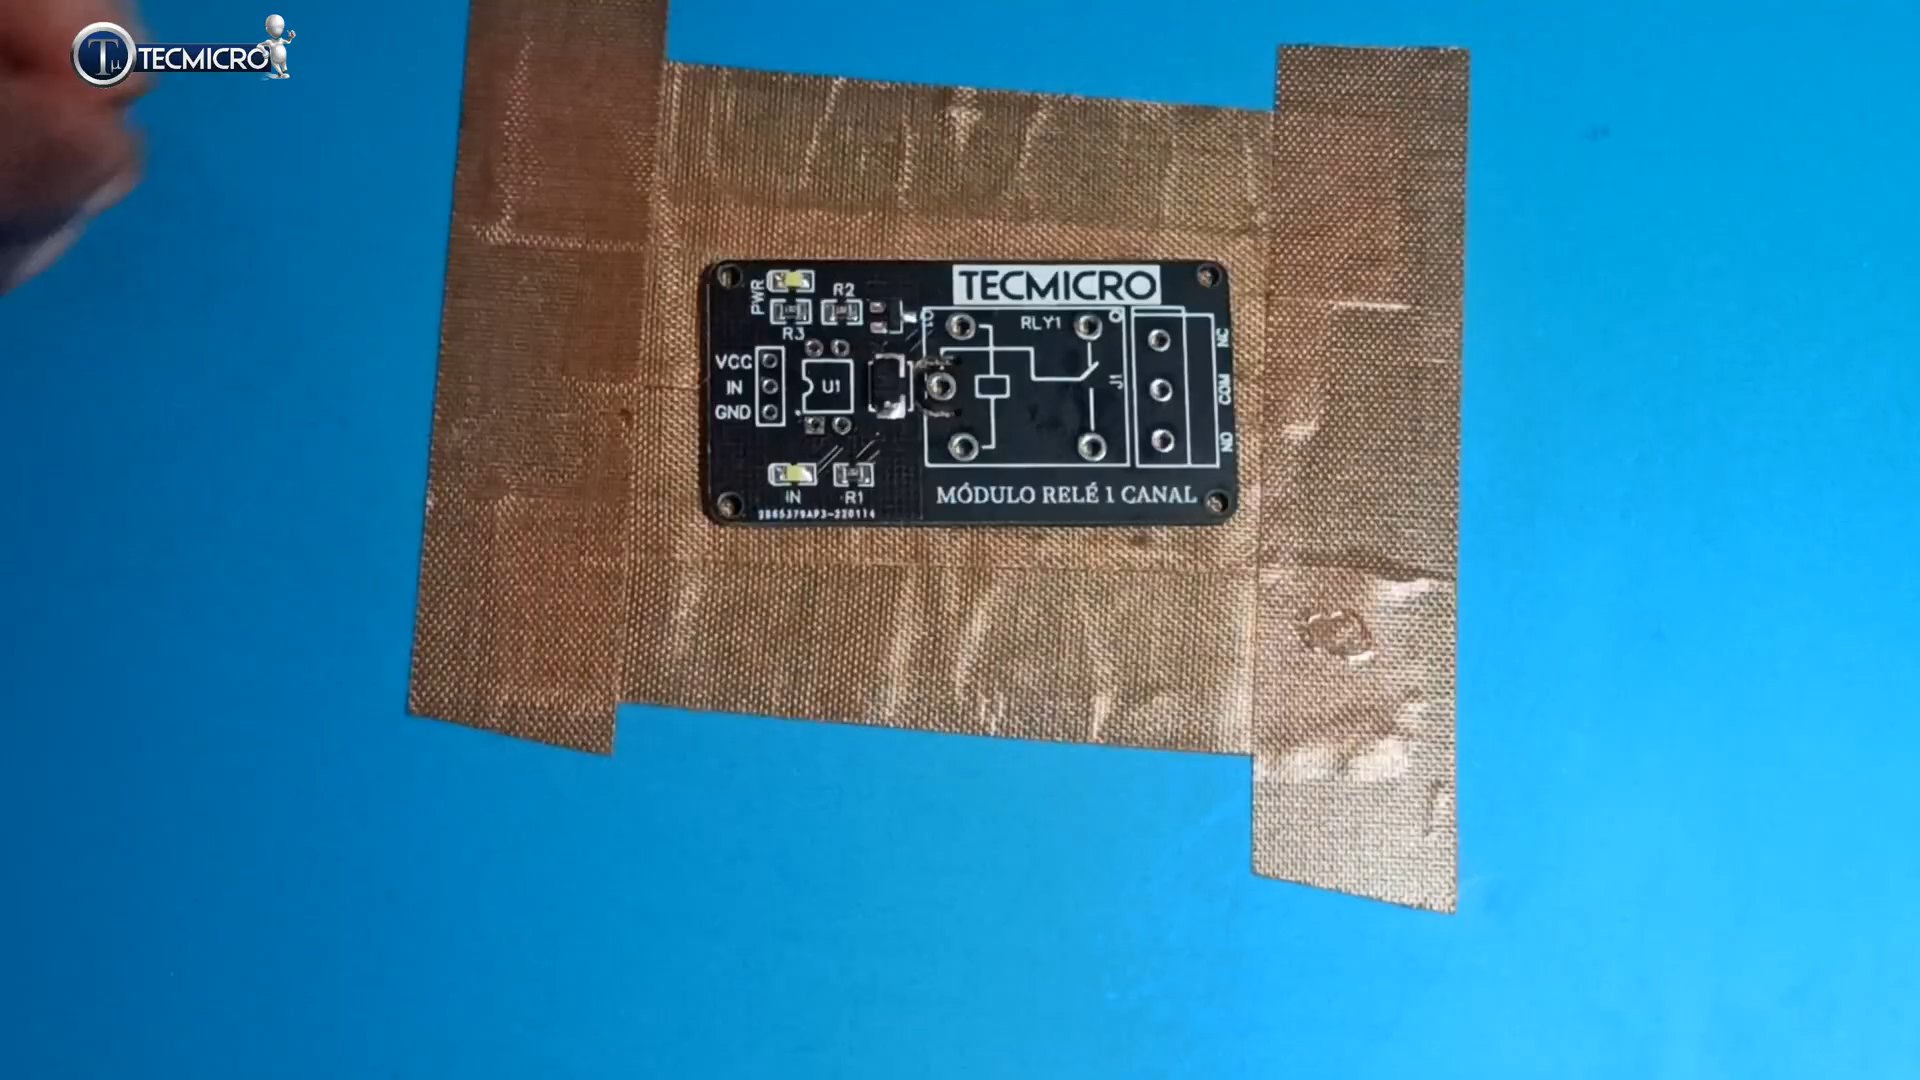 TECMICRO
TECMICRO
PWR
R2
R3
RLY1
NC
VCC
IN
GND
U1
J1
COM
NO
IN
R1
MÓDULO RELÉ 1 CANAL